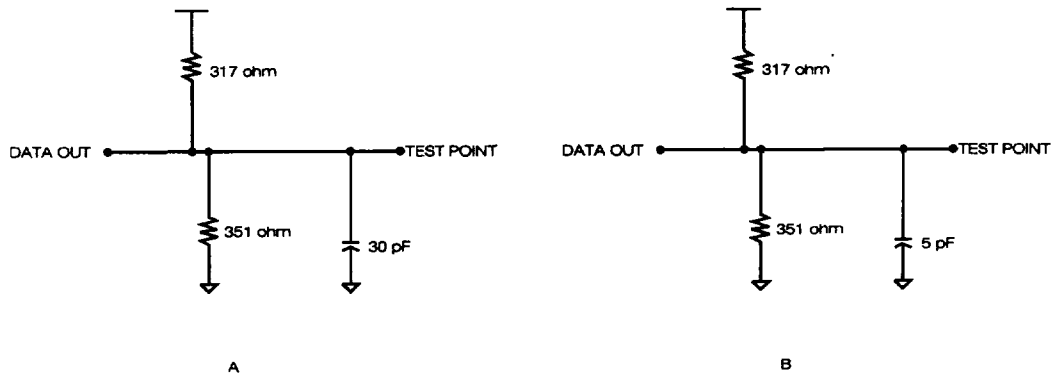 317 ohm
DATA OUT
TEST POINT
351 ohm
30 pF
A
317 ohm
DATA OUT
TEST POINT
351 ohm
5 pF
B